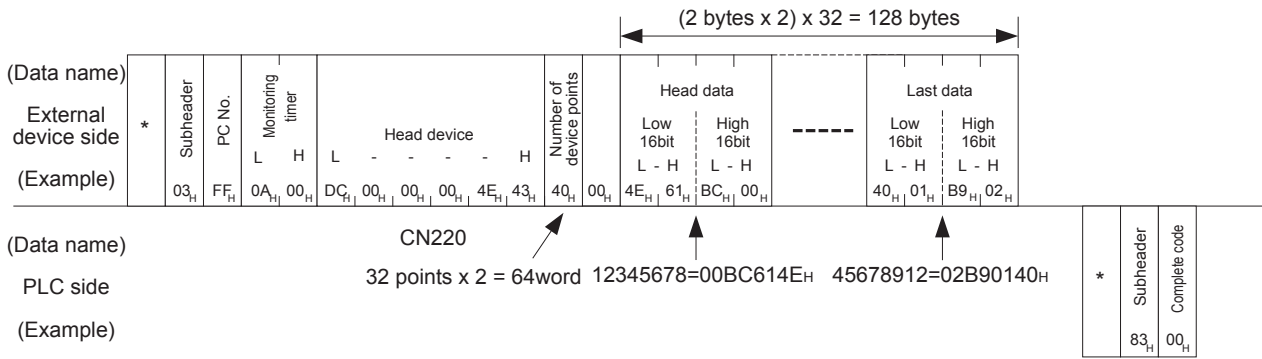 (2 bytes x 2) x 32 = 128 bytes
(Data name)
External
device side
(Example)
*
Subheader
03H
PC No.
FFH
Monitoring
timer
L H
0AH 00H
Head device
L - - - - H
DCH 00H 00H 00H 4EH 43H
Number of
device points
40H 00H
Head data
Low
16bit
L - H
4EH 61H
High
16bit
L - H
BCH 00H
Last data
Low
16bit
L - H
40H 01H
High
16bit
L - H
B9H 02H
(Data name)
PLC side
(Example)
CN220
32 points x 2 = 64word
12345678=00BC614EH
45678912=02B90140H
*
Subheader
83H
Complete code
00H